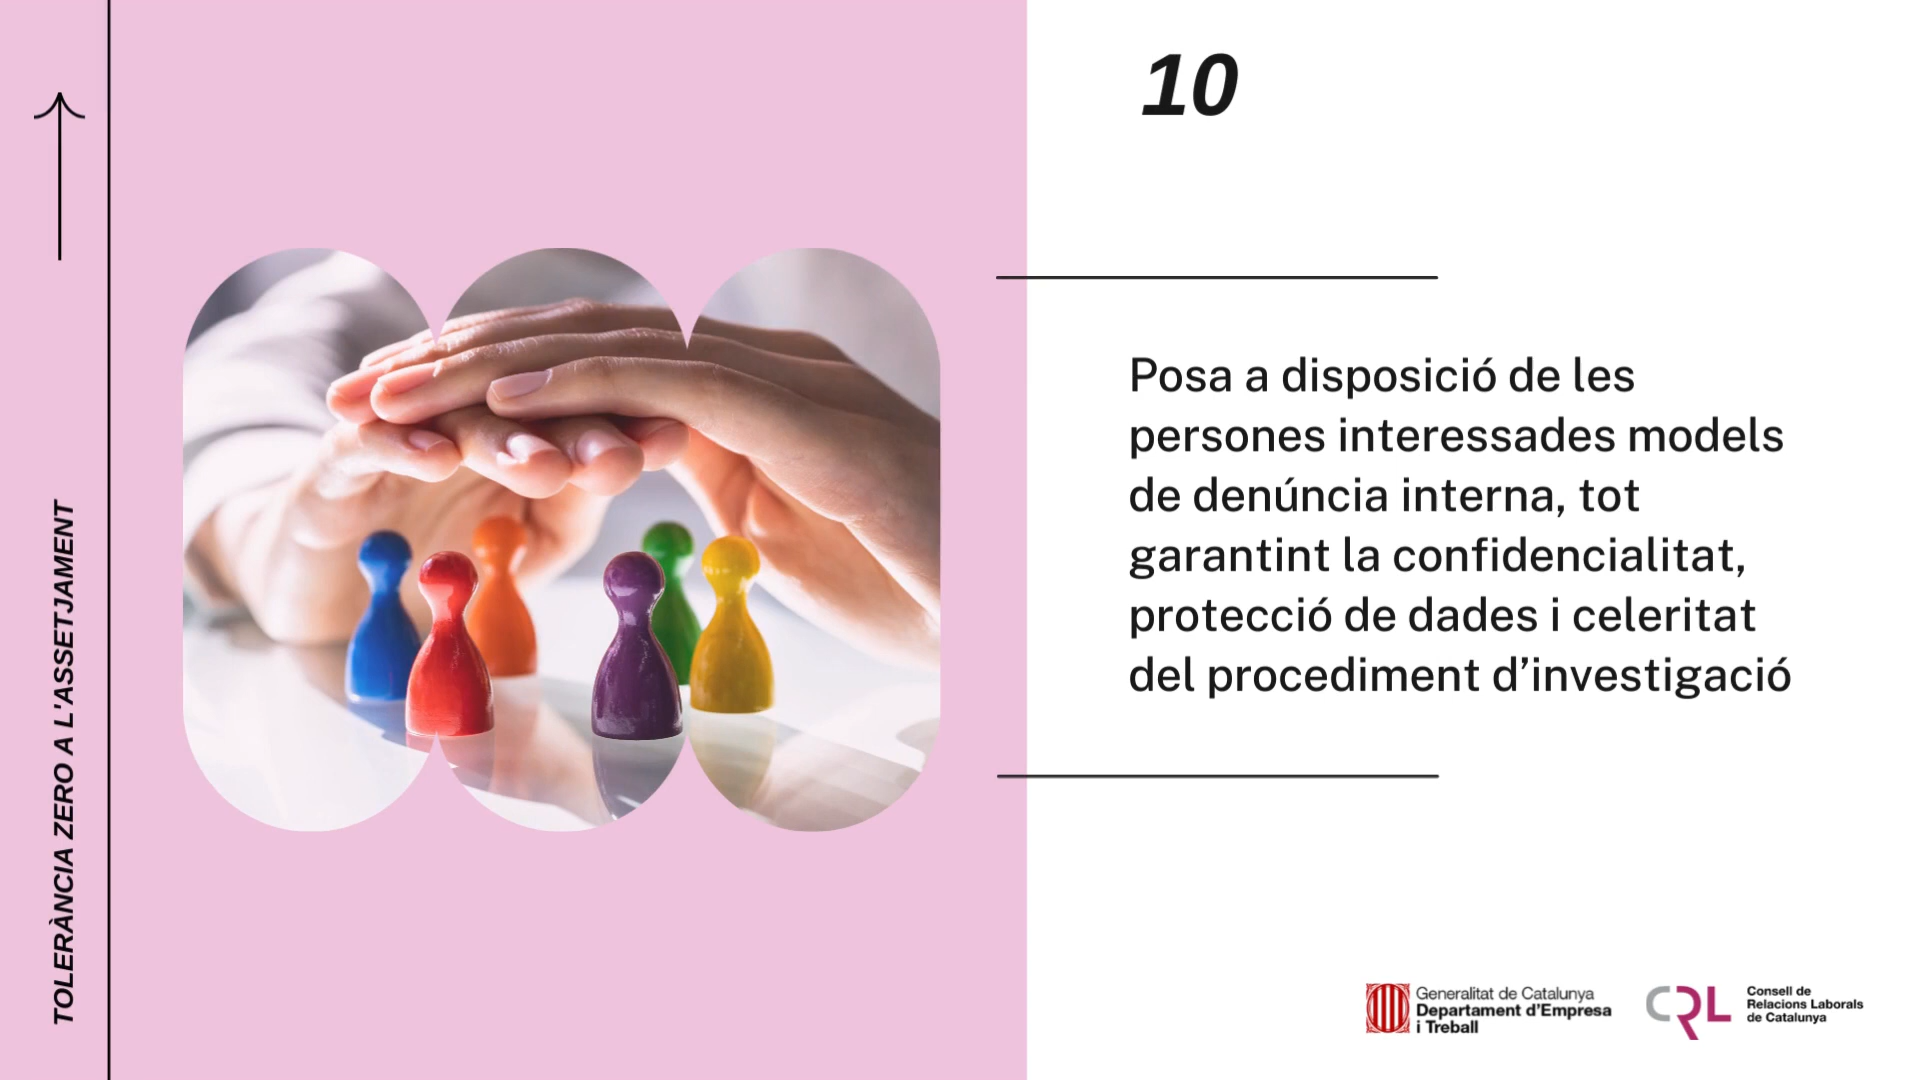 TOLERÀNCIA ZERO A L'ASSETJAMENT
10
Posa a disposició de les
persones interessades models
de denúncia interna, tot
garantint la confidencialitat,
protecció de dades i celeritat
del procediment d’investigació
Generalitat de Catalunya
Departament d'Empresa
i Treball
CRL
Consell de
Relacions Laborals
de Catalunya